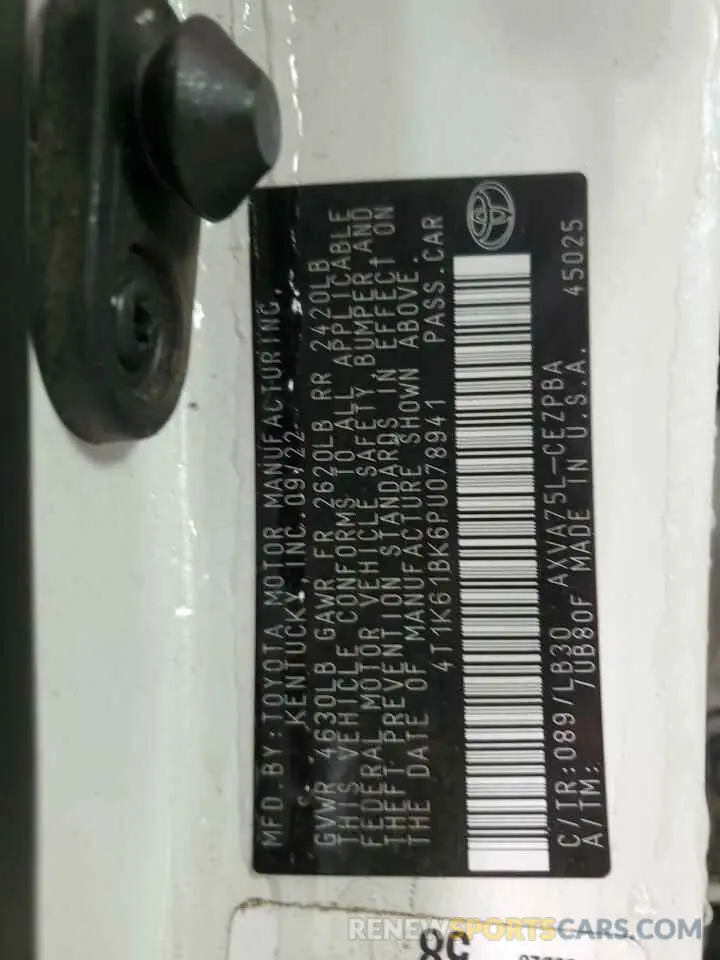 MFD. BY: TOYOTA MOTOR MANUFACTURING,
KENTUCKY, INC. 09/22
GVWR 4630LB GAWR FR 2620LB RR 2420LB
THIS VEHICLE CONFORMS TO ALL APPLICABLE
FEDERAL MOTOR VEHICLE SAFETY, BUMPER, AND
THEFT PREVENTION STANDARDS IN EFFECT ON
THE DATE OF MANUFACTURE SHOWN ABOVE.
4T1K61BK6PU078941 PASS. CAR
C/TR: 089/LB30 AXVA75L-CEZPBA 45025
A/TM: /UB80F MADE IN U.S.A.
8C
RENEWSPORTSCARS.COM